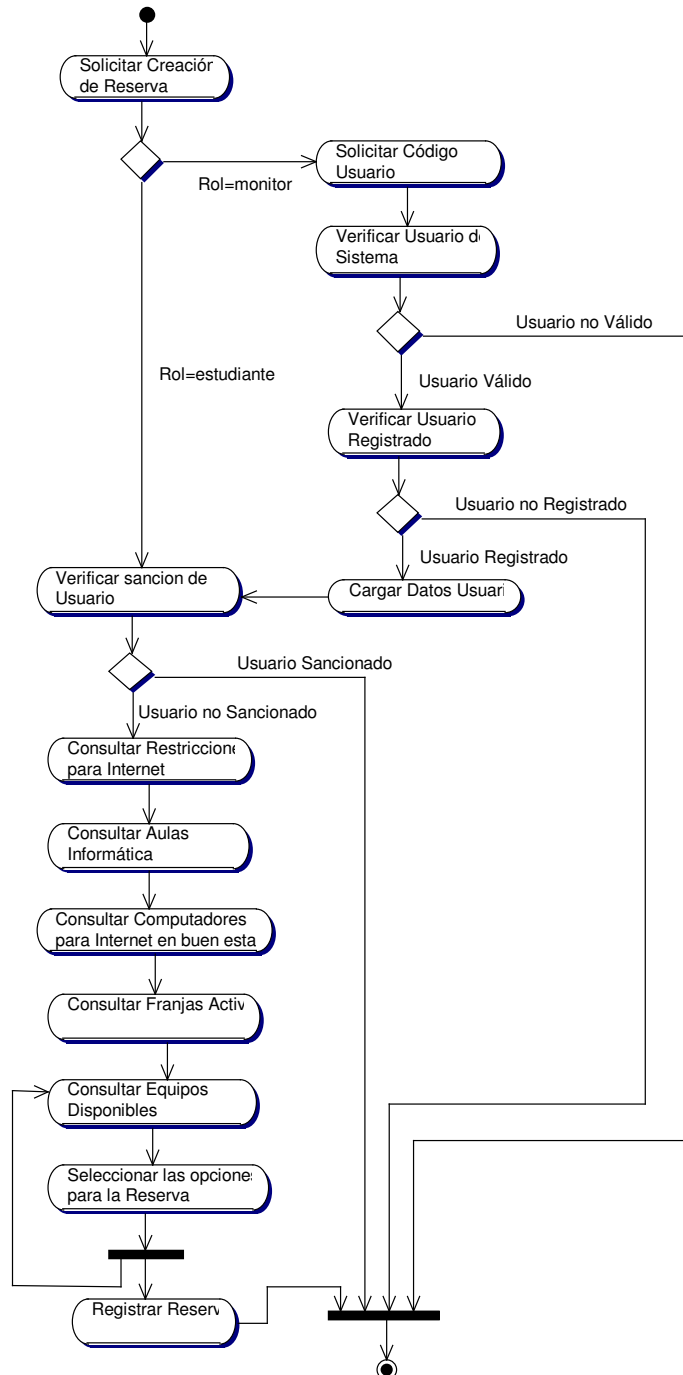 Solicitar Creación
de Reserva
Solicitar Código
Usuario
Rol=monitor
Verificar Usuario d
Sistema
Usuario no Válido
Rol=estudiante
Usuario Válido
Verificar Usuario
Registrado
Usuario no Registrado
Usuario Registrado
Verificar sancion de
Usuario
Cargar Datos Usuari
Usuario Sancionado
Usuario no Sancionado
Consultar Restriccione
para Internet
Consultar Aulas
Informática
Consultar Computadores
para Internet en buen esta
Consultar Franjas Activ
Consultar Equipos
Disponibles
Seleccionar las opciones
para la Reserva
Registrar Reserv